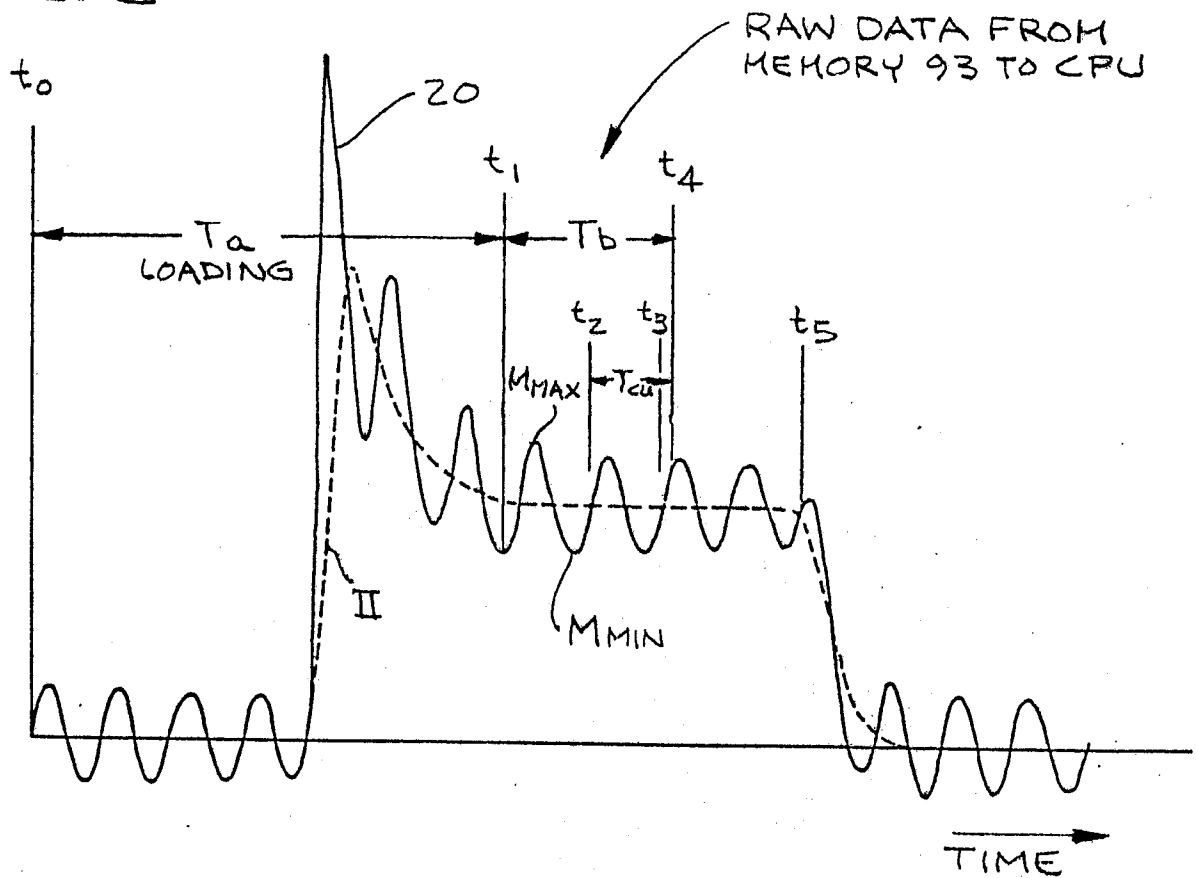 RAW DATA FROM
MEMORY 93 TO CPU
t0
20
t1
t4
Ta
LOADING
Tb
t2
t3
t5
MMAX
Tcu
II
MMIN
TIME